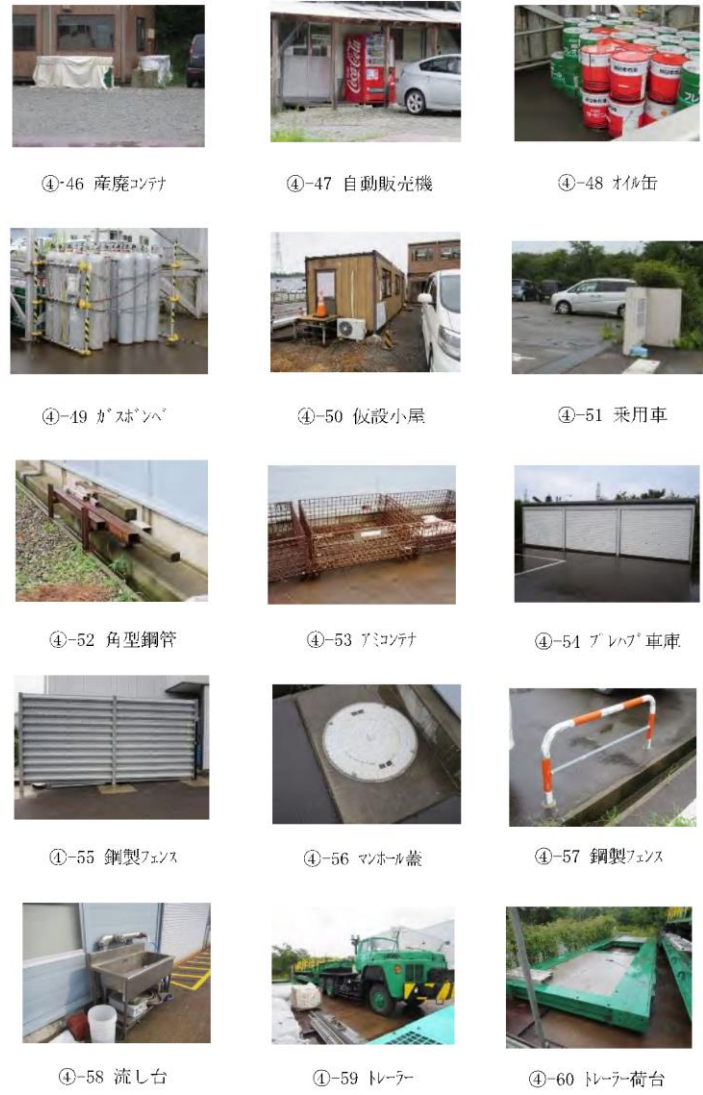 Coca-Cola
④-46 産廃ｺﾝﾃﾅ
④-47 自動販売機
④-48 ｵｲﾙ缶
④-49 ｶﾞｽﾎﾞﾝﾍﾞ
④-50 仮設小屋
④-51 乗用車
④-52 角型鋼管
④-53 ｱﾐｺﾝﾃﾅ
④-54 ﾌﾟﾚﾊﾌﾞ車庫
④-55 鋼製ﾌｪﾝｽ
④-56 ﾏﾝﾎｰﾙ蓋
④-57 鋼製ﾌｪﾝｽ
④-58 流し台
④-59 ﾄﾚｰﾗｰ
④-60 ﾄﾚｰﾗｰ荷台